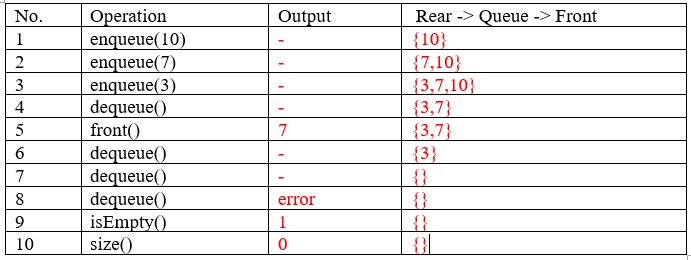 No. Operation Output Rear -> Queue -> Front
1 enqueue(10) - {10}
2 enqueue(7) - {7,10}
3 enqueue(3) - {3,7,10}
4 dequeue() - {3,7}
5 front() 7 {3,7}
6 dequeue() - {3}
7 dequeue() - {}
8 dequeue() error {}
9 isEmpty() 1 {}
10 size() 0 {}